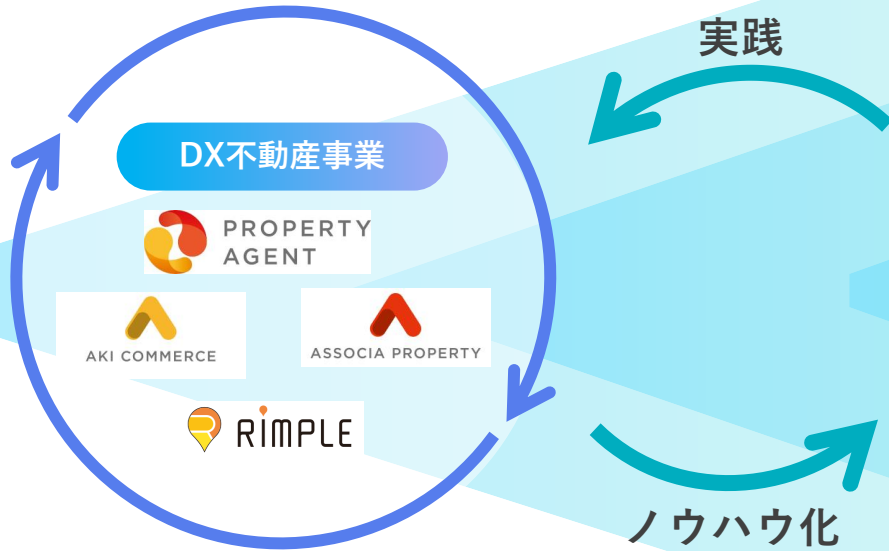 実践
DX不動産事業
PROPERTY
AGENT
AKI COMMERCE
ASSOCIA PROPERTY
RIMPLE
ノウハウ化